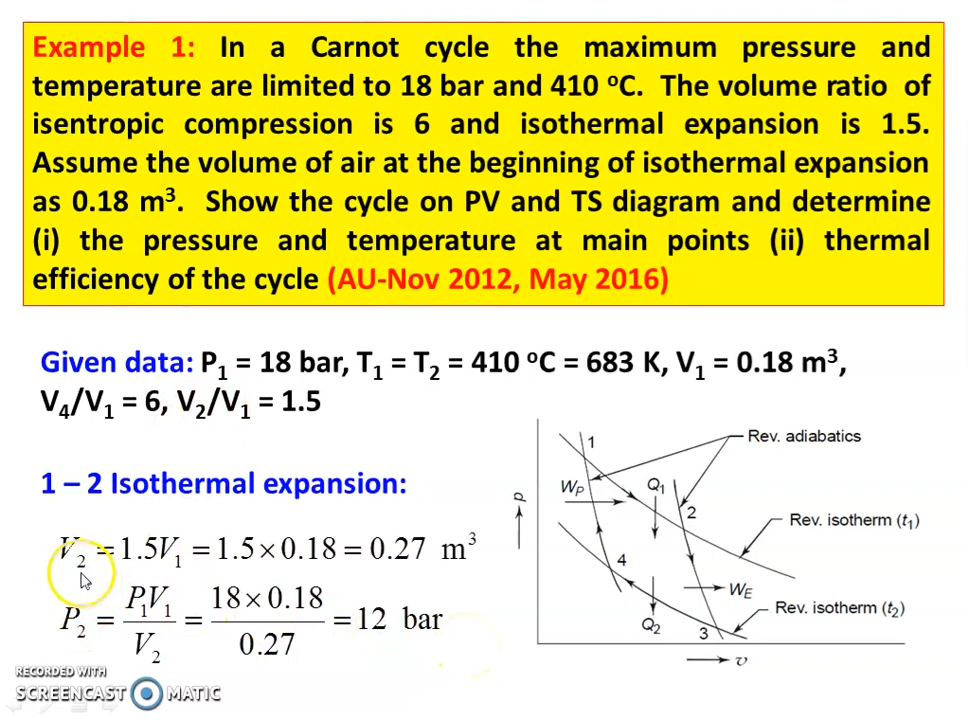 Example 1: In a Carnot cycle the maximum pressure and
temperature are limited to 18 bar and 410 ᵒC. The volume ratio of
isentropic compression is 6 and isothermal expansion is 1.5.
Assume the volume of air at the beginning of isothermal expansion
as 0.18 m³. Show the cycle on PV and TS diagram and determine
(i) the pressure and temperature at main points (ii) thermal
efficiency of the cycle (AU-Nov 2012, May 2016)
Given data: P₁ = 18 bar, T₁ = T₂ = 410 ᵒC = 683 K, V₁ = 0.18 m³,
V₄/V₁ = 6, V₂/V₁ = 1.5
1 – 2 Isothermal expansion:
V₂ = 1.5V₁ = 1.5 × 0.18 = 0.27 m³
P₂ = P₁V₁ / V₂ = 18 × 0.18 / 0.27 = 12 bar
1
Rev. adiabatics
W_P
Q₁
p
2
Rev. isotherm (t₁)
4
W_E
Q₂
3
Rev. isotherm (t₂)
v
RECORDED WITH
SCREENCAST MATIC